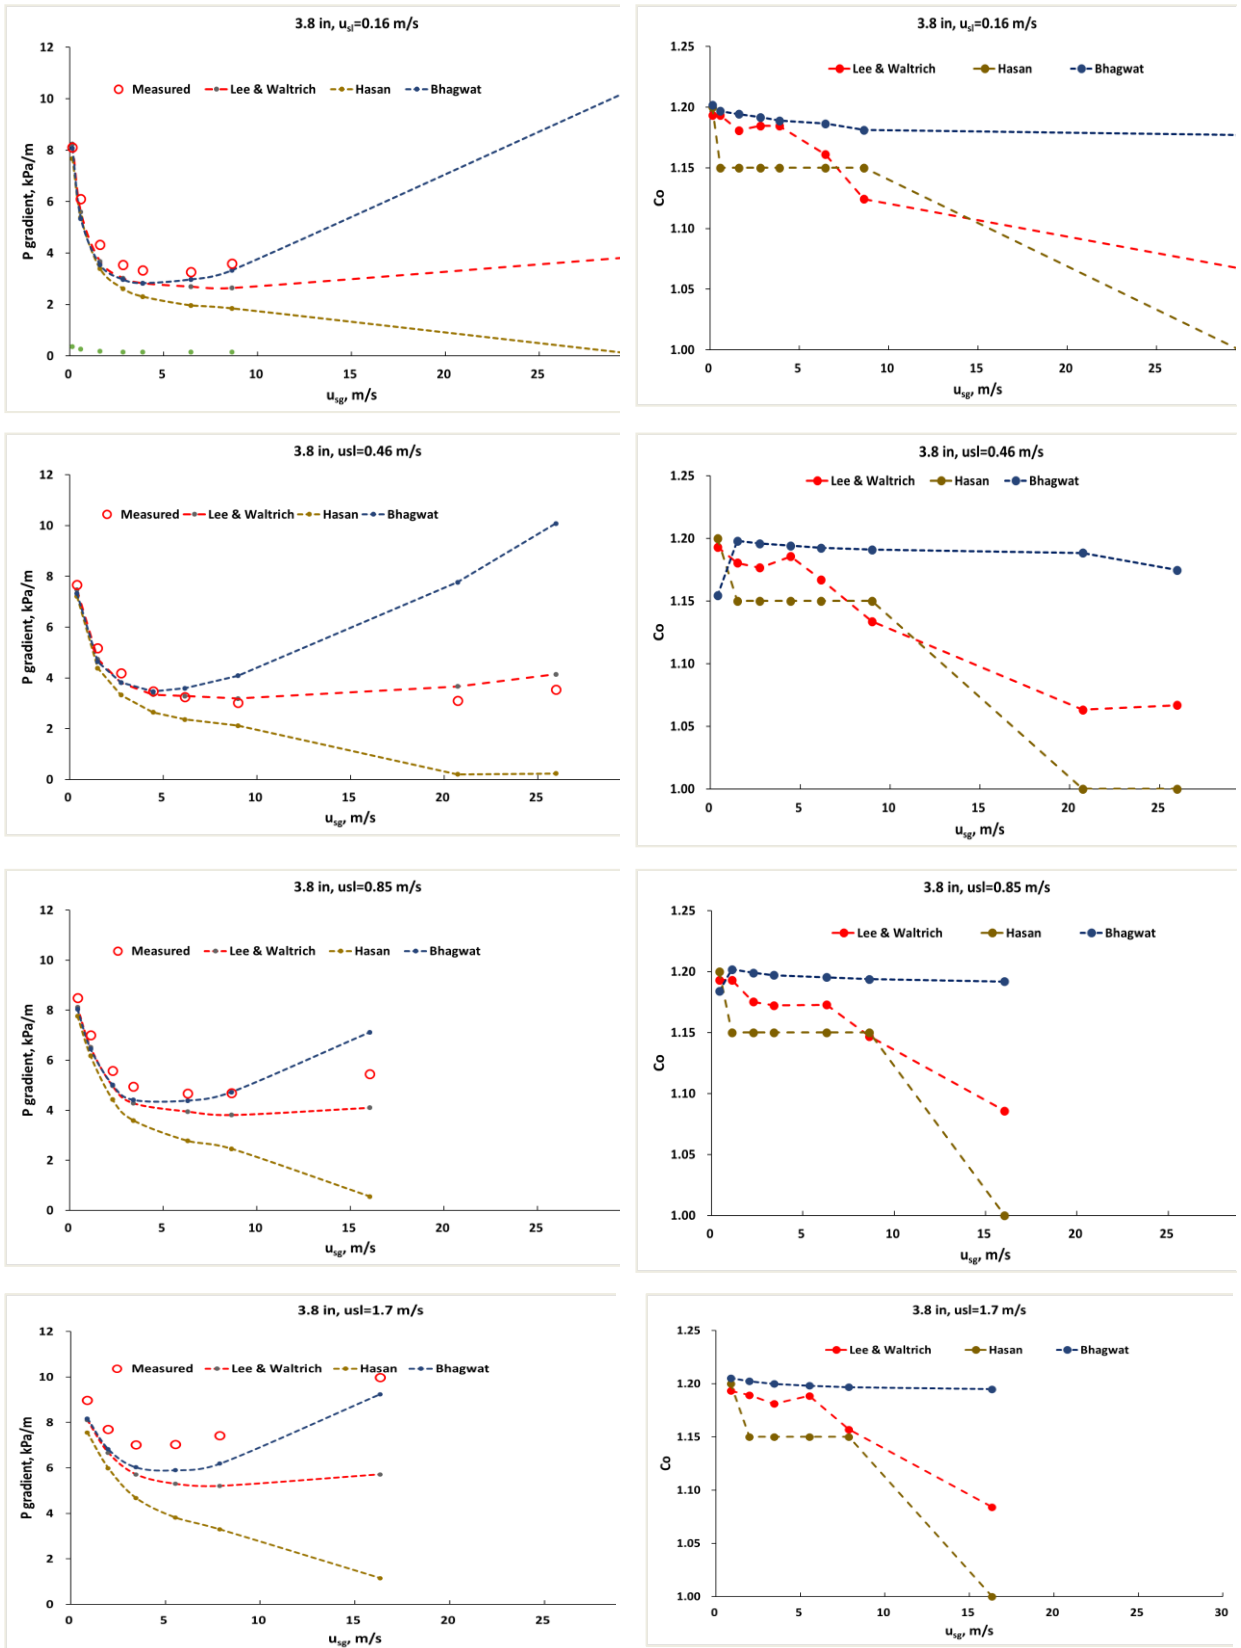 3.8 in, usl=0.16 m/s
12
10
8
6
4
2
0
P gradient, kPa/m
Measured Lee & Waltrich Hasan Bhagwat
0 5 10 15 20 25
usg, m/s
3.8 in, usl=0.16 m/s
1.25
1.20
1.15
1.10
1.05
1.00
Co
Lee & Waltrich Hasan Bhagwat
0 5 10 15 20 25
usg, m/s
3.8 in, usl=0.46 m/s
12
10
8
6
4
2
0
P gradient, kPa/m
Measured Lee & Waltrich Hasan Bhagwat
0 5 10 15 20 25
usg, m/s
3.8 in, usl=0.46 m/s
1.25
1.20
1.15
1.10
1.05
1.00
Co
Lee & Waltrich Hasan Bhagwat
0 5 10 15 20 25
usg, m/s
3.8 in, usl=0.85 m/s
12
10
8
6
4
2
0
P gradient, kPa/m
Measured Lee & Waltrich Hasan Bhagwat
0 5 10 15 20 25
usg, m/s
3.8 in, usl=0.85 m/s
1.25
1.20
1.15
1.10
1.05
1.00
Co
Lee & Waltrich Hasan Bhagwat
0 5 10 15 20 25
usg, m/s
3.8 in, usl=1.7 m/s
12
10
8
6
4
2
0
P gradient, kPa/m
Measured Lee & Waltrich Hasan Bhagwat
0 5 10 15 20 25
usg, m/s
3.8 in, usl=1.7 m/s
1.25
1.20
1.15
1.10
1.05
1.00
Co
Lee & Waltrich Hasan Bhagwat
0 5 10 15 20 25 30
usg, m/s